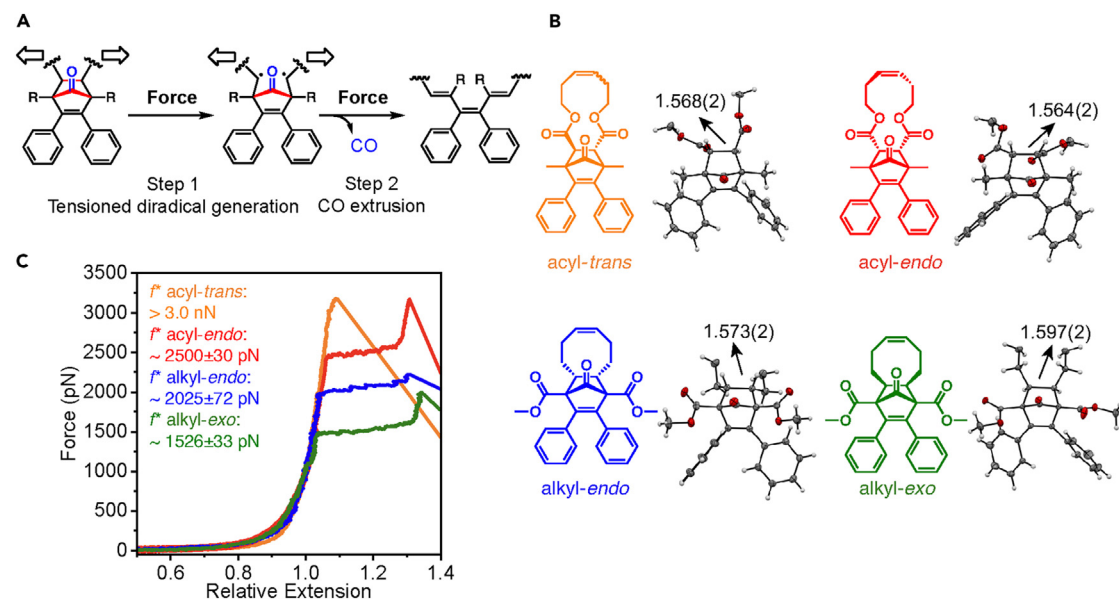 A
O
R
R
Force
Step 1
Tensioned diradical generation
O
R
R
Force
CO
Step 2
CO extrusion
R
R
B
O
O
O
O
O
acyl-trans
1.568(2)
O
O
O
O
O
acyl-endo
1.564(2)
O
O
O
O
O
alkyl-endo
1.573(2)
O
O
O
O
O
alkyl-exo
1.597(2)
C
Force (pN)
3500
3000
2500
2000
1500
1000
500
0
f* acyl-trans:
> 3.0 nN
f* acyl-endo:
~ 2500±30 pN
f* alkyl-endo:
~ 2025±72 pN
f* alkyl-exo:
~ 1526±33 pN
0.6 0.8 1.0 1.2 1.4
Relative Extension